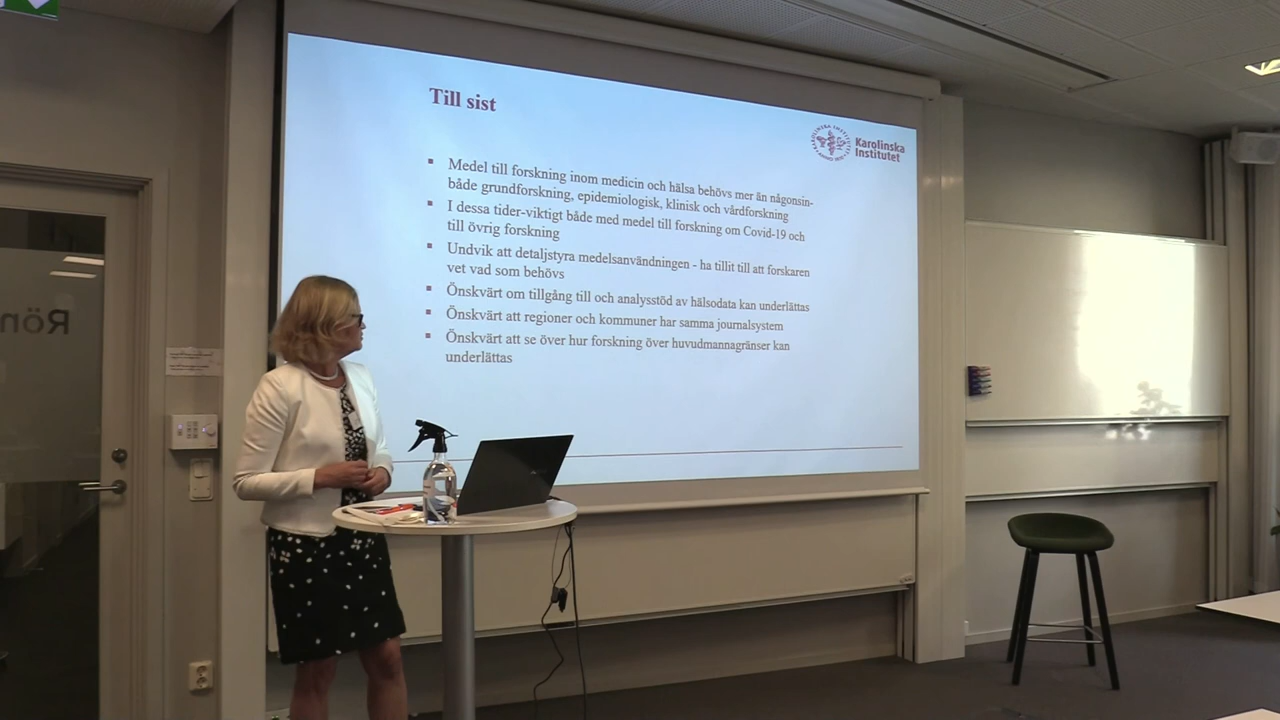 Till sist
Karolinska
Institutet
Medel till forskning inom medicin och hälsa behövs mer än någonsin-
både grundforskning, epidemiologisk, klinisk och vårdforskning
I dessa tider-viktigt både med medel till forskning om Covid-19 och
till övrig forskning
Undvik att detaljstyra medelsanvändningen - ha tillit till att forskaren
vet vad som behövs
Önskvärt om tillgång till och analysstöd av hälsodata kan underlättas
Önskvärt att regioner och kommuner har samma journalsystem
Önskvärt att se över hur forskning över huvudmannagränser kan
underlättas
Rön